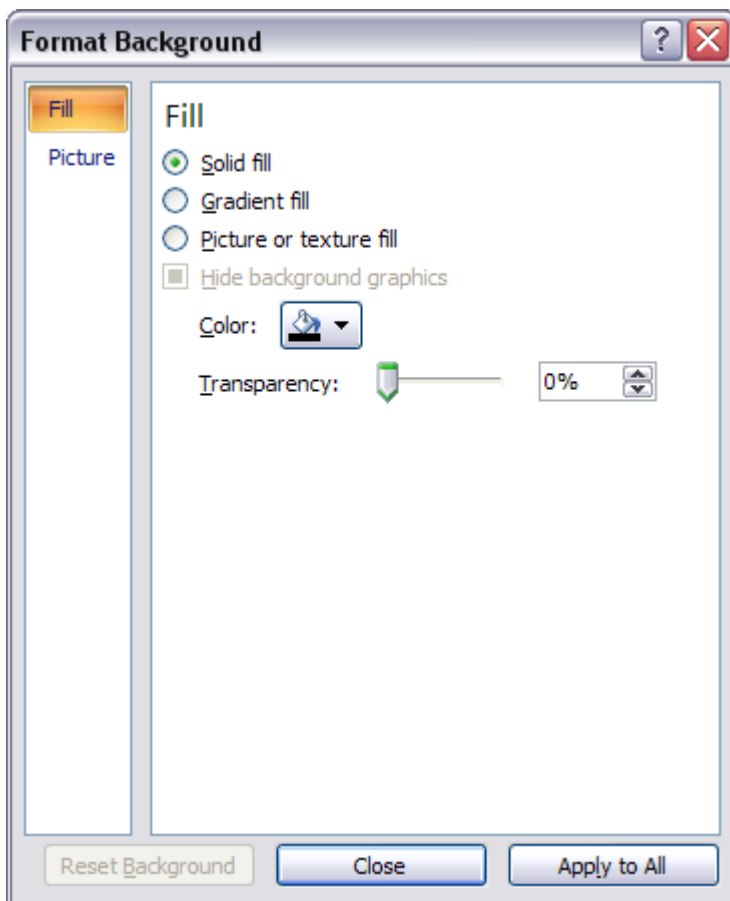 Format Background
?
Fill
Picture
Fill
Solid fill
Gradient fill
Picture or texture fill
Hide background graphics
Color:
Transparency: 0%
Reset Background Close Apply to All